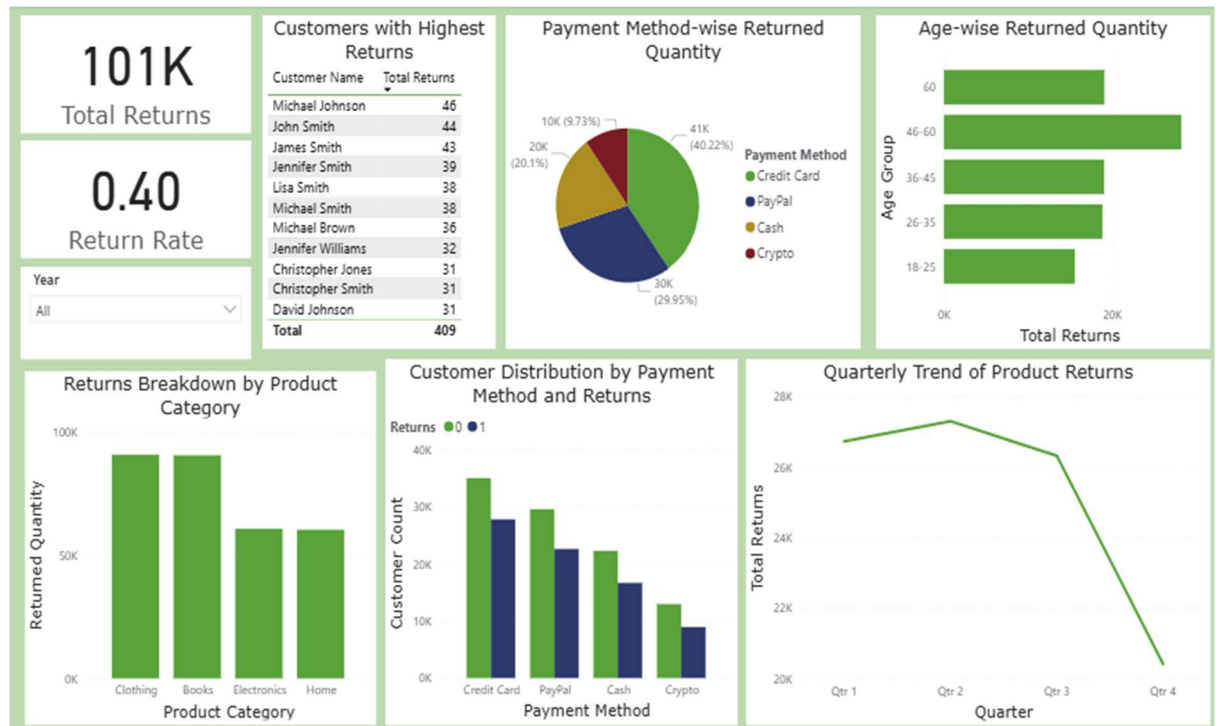 101K
Total Returns
0.40
Return Rate
Year
All
Customers with Highest
Returns
Customer Name Total Returns
Michael Johnson 46
John Smith 44
James Smith 43
Jennifer Smith 39
Lisa Smith 38
Michael Smith 38
Michael Brown 36
Jennifer Williams 32
Christopher Jones 31
Christopher Smith 31
David Johnson 31
Total 409
Payment Method-wise Returned
Quantity
10K (9.73%)
20K
(20.1%)
41K
(40.22%)
30K
(29.95%)
Payment Method
Credit Card
PayPal
Cash
Crypto
Age-wise Returned Quantity
Age Group
60
46-60
36-45
26-35
18-25
0K 20K
Total Returns
Returns Breakdown by Product
Category
Returned Quantity
100K
50K
0K
Clothing Books Electronics Home
Product Category
Customer Distribution by Payment
Method and Returns
Returns 0 1
Customer Count
40K
30K
20K
10K
0K
Credit Card PayPal Cash Crypto
Payment Method
Quarterly Trend of Product Returns
Total Returns
28K
26K
24K
22K
20K
Qtr 1 Qtr 2 Qtr 3 Qtr 4
Quarter